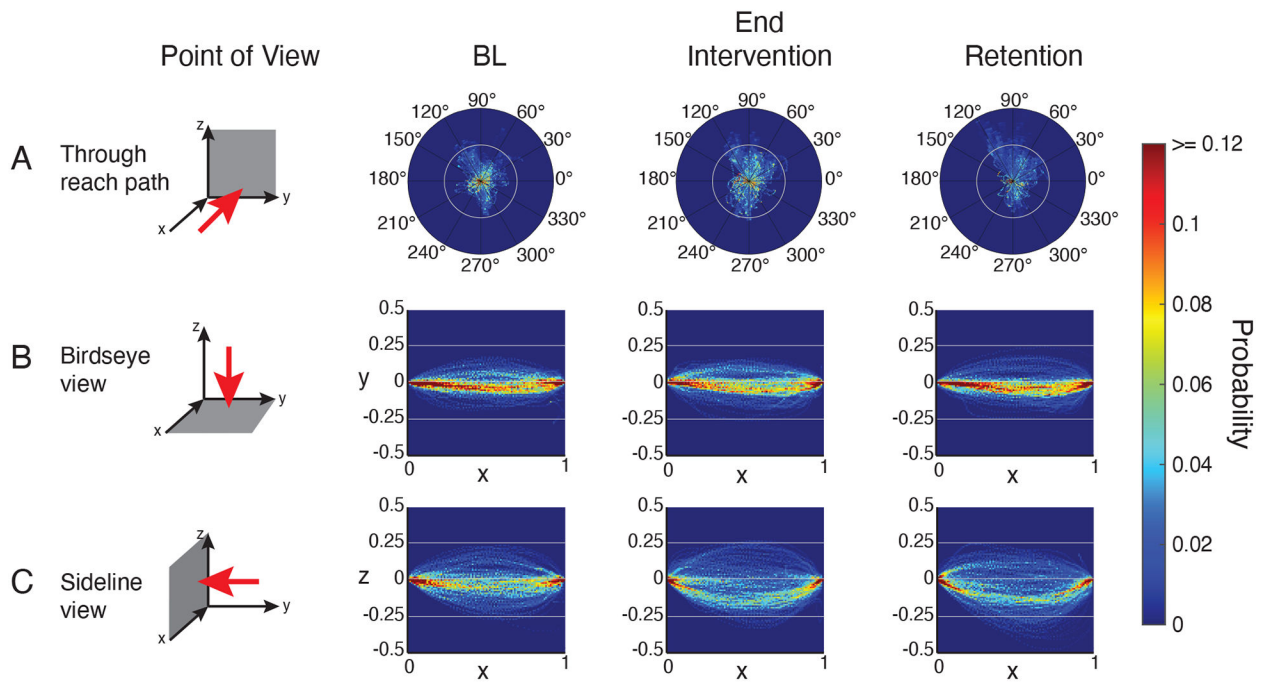 Point of View
BL
End
Intervention
Retention
A
Through
reach path
z
y
x
90°
120°
60°
150°
30°
180°
0°
210°
330°
240°
300°
270°
90°
120°
60°
150°
30°
180°
0°
210°
330°
240°
300°
270°
90°
120°
60°
150°
30°
180°
0°
210°
330°
240°
300°
270°
B
Birdseye
view
z
y
x
y
0.5
0.25
0
-0.25
-0.5
0
x
1
0.5
0.25
0
-0.25
-0.5
0
x
1
0.5
0.25
0
-0.25
-0.5
0
x
1
C
Sideline
view
z
y
x
z
0.5
0.25
0
-0.25
-0.5
0
x
1
0.5
0.25
0
-0.25
-0.5
0
x
1
0.5
0.25
0
-0.25
-0.5
0
x
1
>= 0.12
0.1
0.08
0.06
0.04
0.02
0
Probability